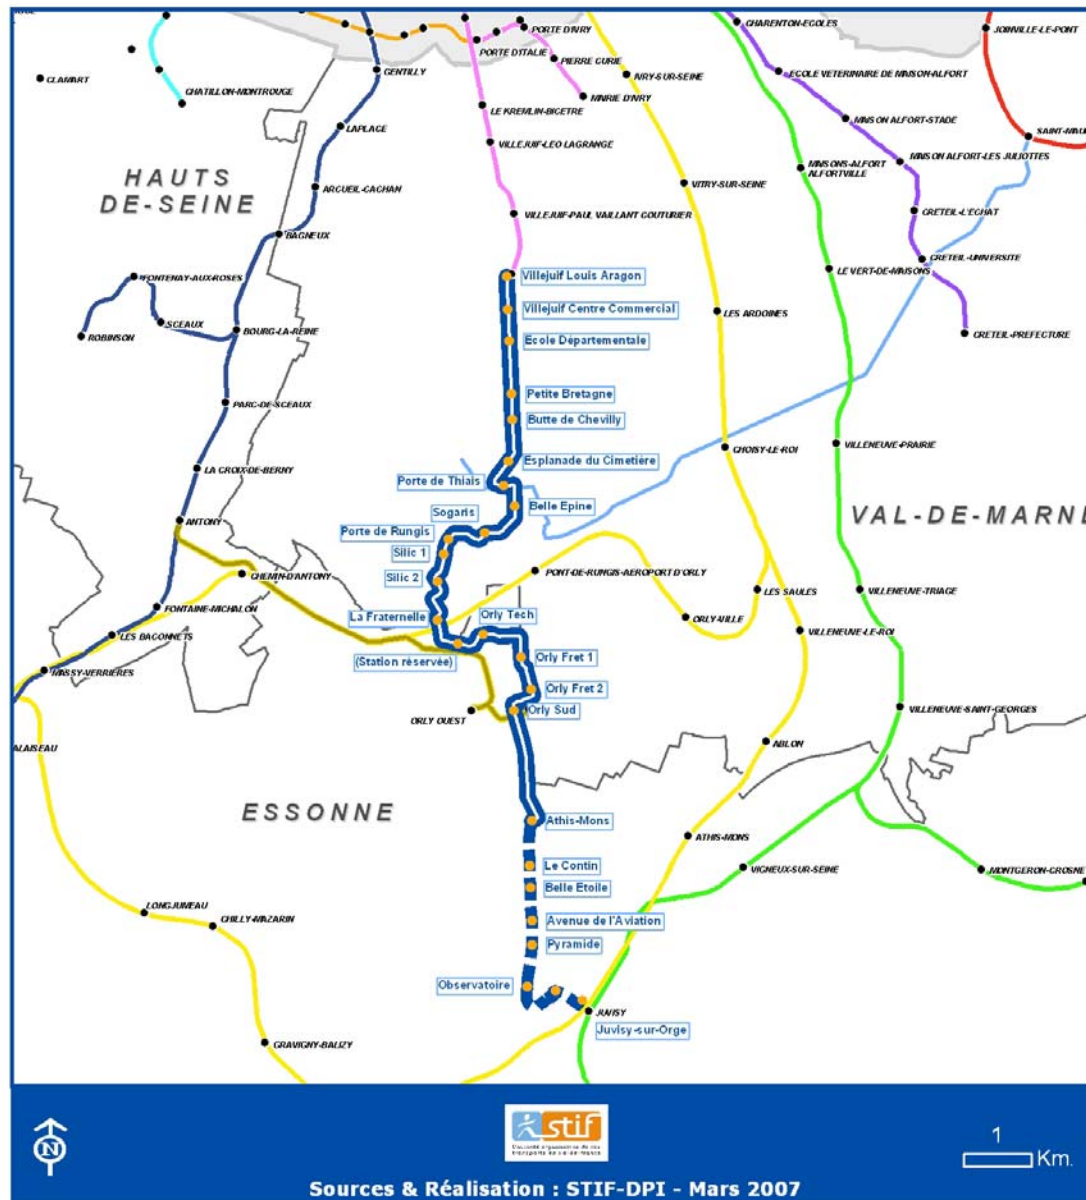 CHARENTON-ECOLES
JOINVILLE-LE-PONT
PORTE D'IVRY
PORTE D'ITALIE
PIERRE CURIE
GENTILLY
IVRY-SUR-SEINE
ECOLE VETERINAIRE DE MAISON-ALFORT
CLAMART
CHATILLON-MONTROUGE
MAIRIE D'IVRY
LE KREMLIN-BICETRE
LAPLACE
MAISON ALFORT-STADE
SAINT-MAU
VILLEJUIF-LEO LAGRANGE
MAISON ALFORT-LES JULIOTTES
MAISONS-ALFORT
ALFORTVILLE
HAUTS
DE-SEINE
ARCUEIL-CACHAN
VITRY-SUR-SEINE
VILLEJUIF-PAUL VAILLANT COUTURIER
CRETEIL-L'ECHAT
BAGNEUX
CRETEIL-UNIVERSITE
LE VERT-DE-MAISONS
FONTENAY-AUX-ROSES
Villejuif Louis Aragon
Villejuif Centre Commercial
LES ARDOINES
SCEAUX
BOURG-LA-REINE
ROBINSON
CRETEIL-PREFECTURE
Ecole Départementale
Petite Bretagne
PARC-DE-SCEAUX
Butte de Chevilly
VILLENEUVE-PRAIRIE
CHOISY-LE-ROI
Esplanade du Cimetière
LA CROIX-DE-BERNY
Porte de Thiais
Belle Epine
Sogaris
VAL-DE-MARNE
ANTONY
Porte de Rungis
Silic 1
PONT-DE-RUNGIS-AEROPORT D'ORLY
CHEMIN-D'ANTONY
Silic 2
LES SAULES
VILLENEUVE-TRIAGE
FONTAINE-MICHALON
La Fraternelle
Orly Tech
ORLY-VILLE
VILLENEUVE-LE-ROI
LES BACONNETS
(Station réservée)
Orly Fret 1
MASSY-VERRIERES
Orly Fret 2
ORLY OUEST
Orly Sud
VILLENEUVE-SAINT-GEORGES
ALAISEAU
ABLON
ESSONNE
Athis-Mons
ATHIS-MONS
Le Contin
VIGNEUX-SUR-SEINE
MONTGERON-CROSNE
Belle Etoile
LONGJUMEAU
CHILLY-MAZARIN
Avenue de l'Aviation
Pyramide
Observatoire
JUVISY
Juvisy-sur-Orge
GRAVIGNY-BALIZY
N
stif
1
Km.
Sources & Réalisation : STIF-DPI - Mars 2007